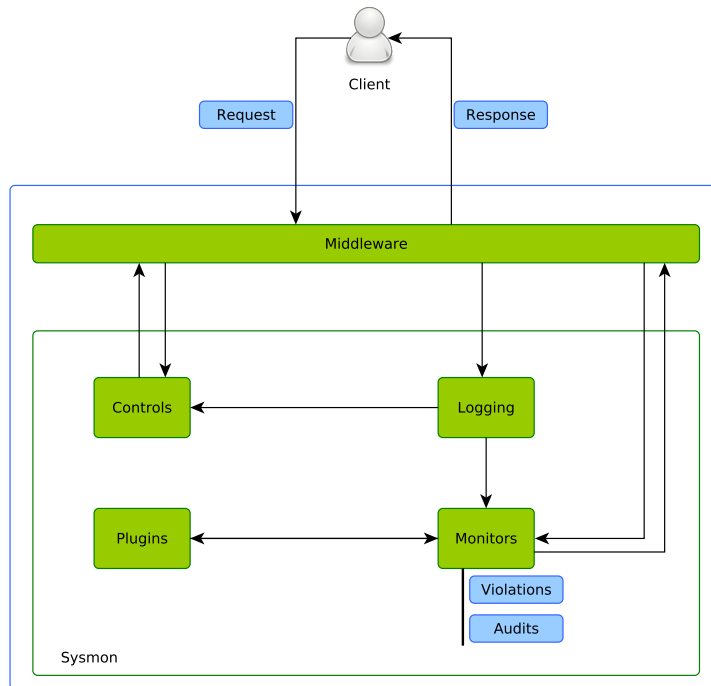 Client
Request
Response
Middleware
Controls
Logging
Plugins
Monitors
Violations
Audits
Sysmon